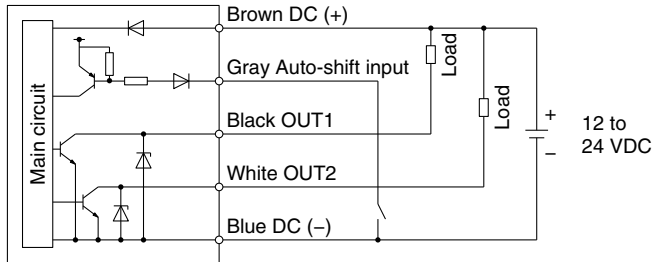 Brown DC (+)
Main circuit
Gray Auto-shift input
Load
Load
Black OUT1
+
12 to
−
24 VDC
White OUT2
Blue DC (−)